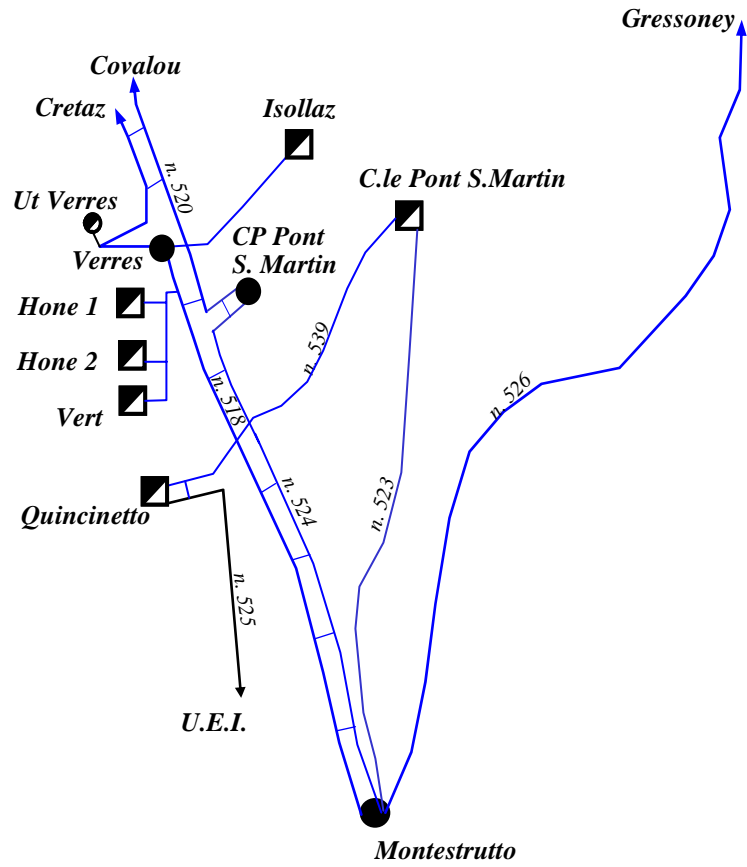 Gressoney
Covalou
Cretaz
Isollaz
n. 520
C.le Pont S.Martin
Ut Verres
Verres
CP Pont
S. Martin
Hone 1
Hone 2
Vert
n. 539
n. 518
n. 526
Quincinetto
n. 524
n. 523
n. 525
U.E.I.
Montestrutto